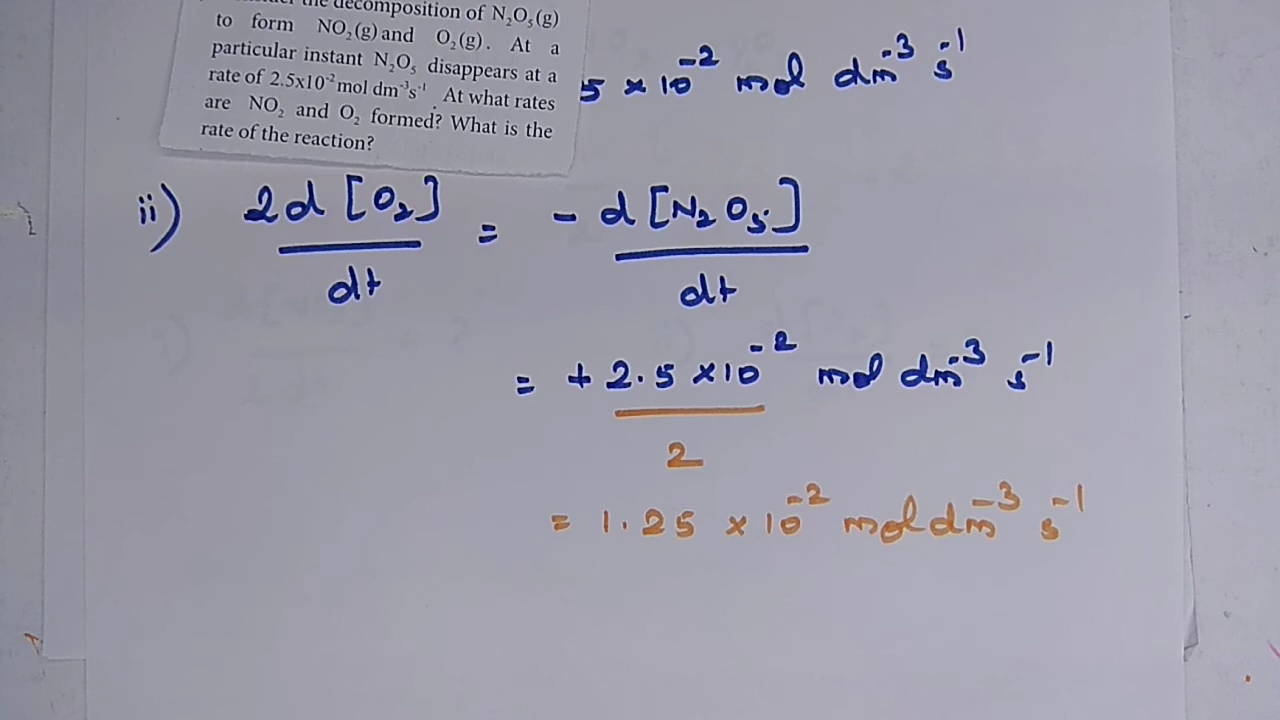 the decomposition of N₂O₅(g)
to form NO₂(g) and O₂(g). At a
particular instant N₂O₅ disappears at a
rate of 2.5x10⁻² mol dm⁻³s⁻¹. At what rates
are NO₂ and O₂ formed? What is the
rate of the reaction?
5 × 10⁻² mol dm⁻³ s⁻¹
ii) 2d [O₂] / dt = - d [N₂O₅] / dt
= + 2.5 × 10⁻² / 2 mol dm⁻³ s⁻¹
= 1.25 × 10⁻² mol dm⁻³ s⁻¹